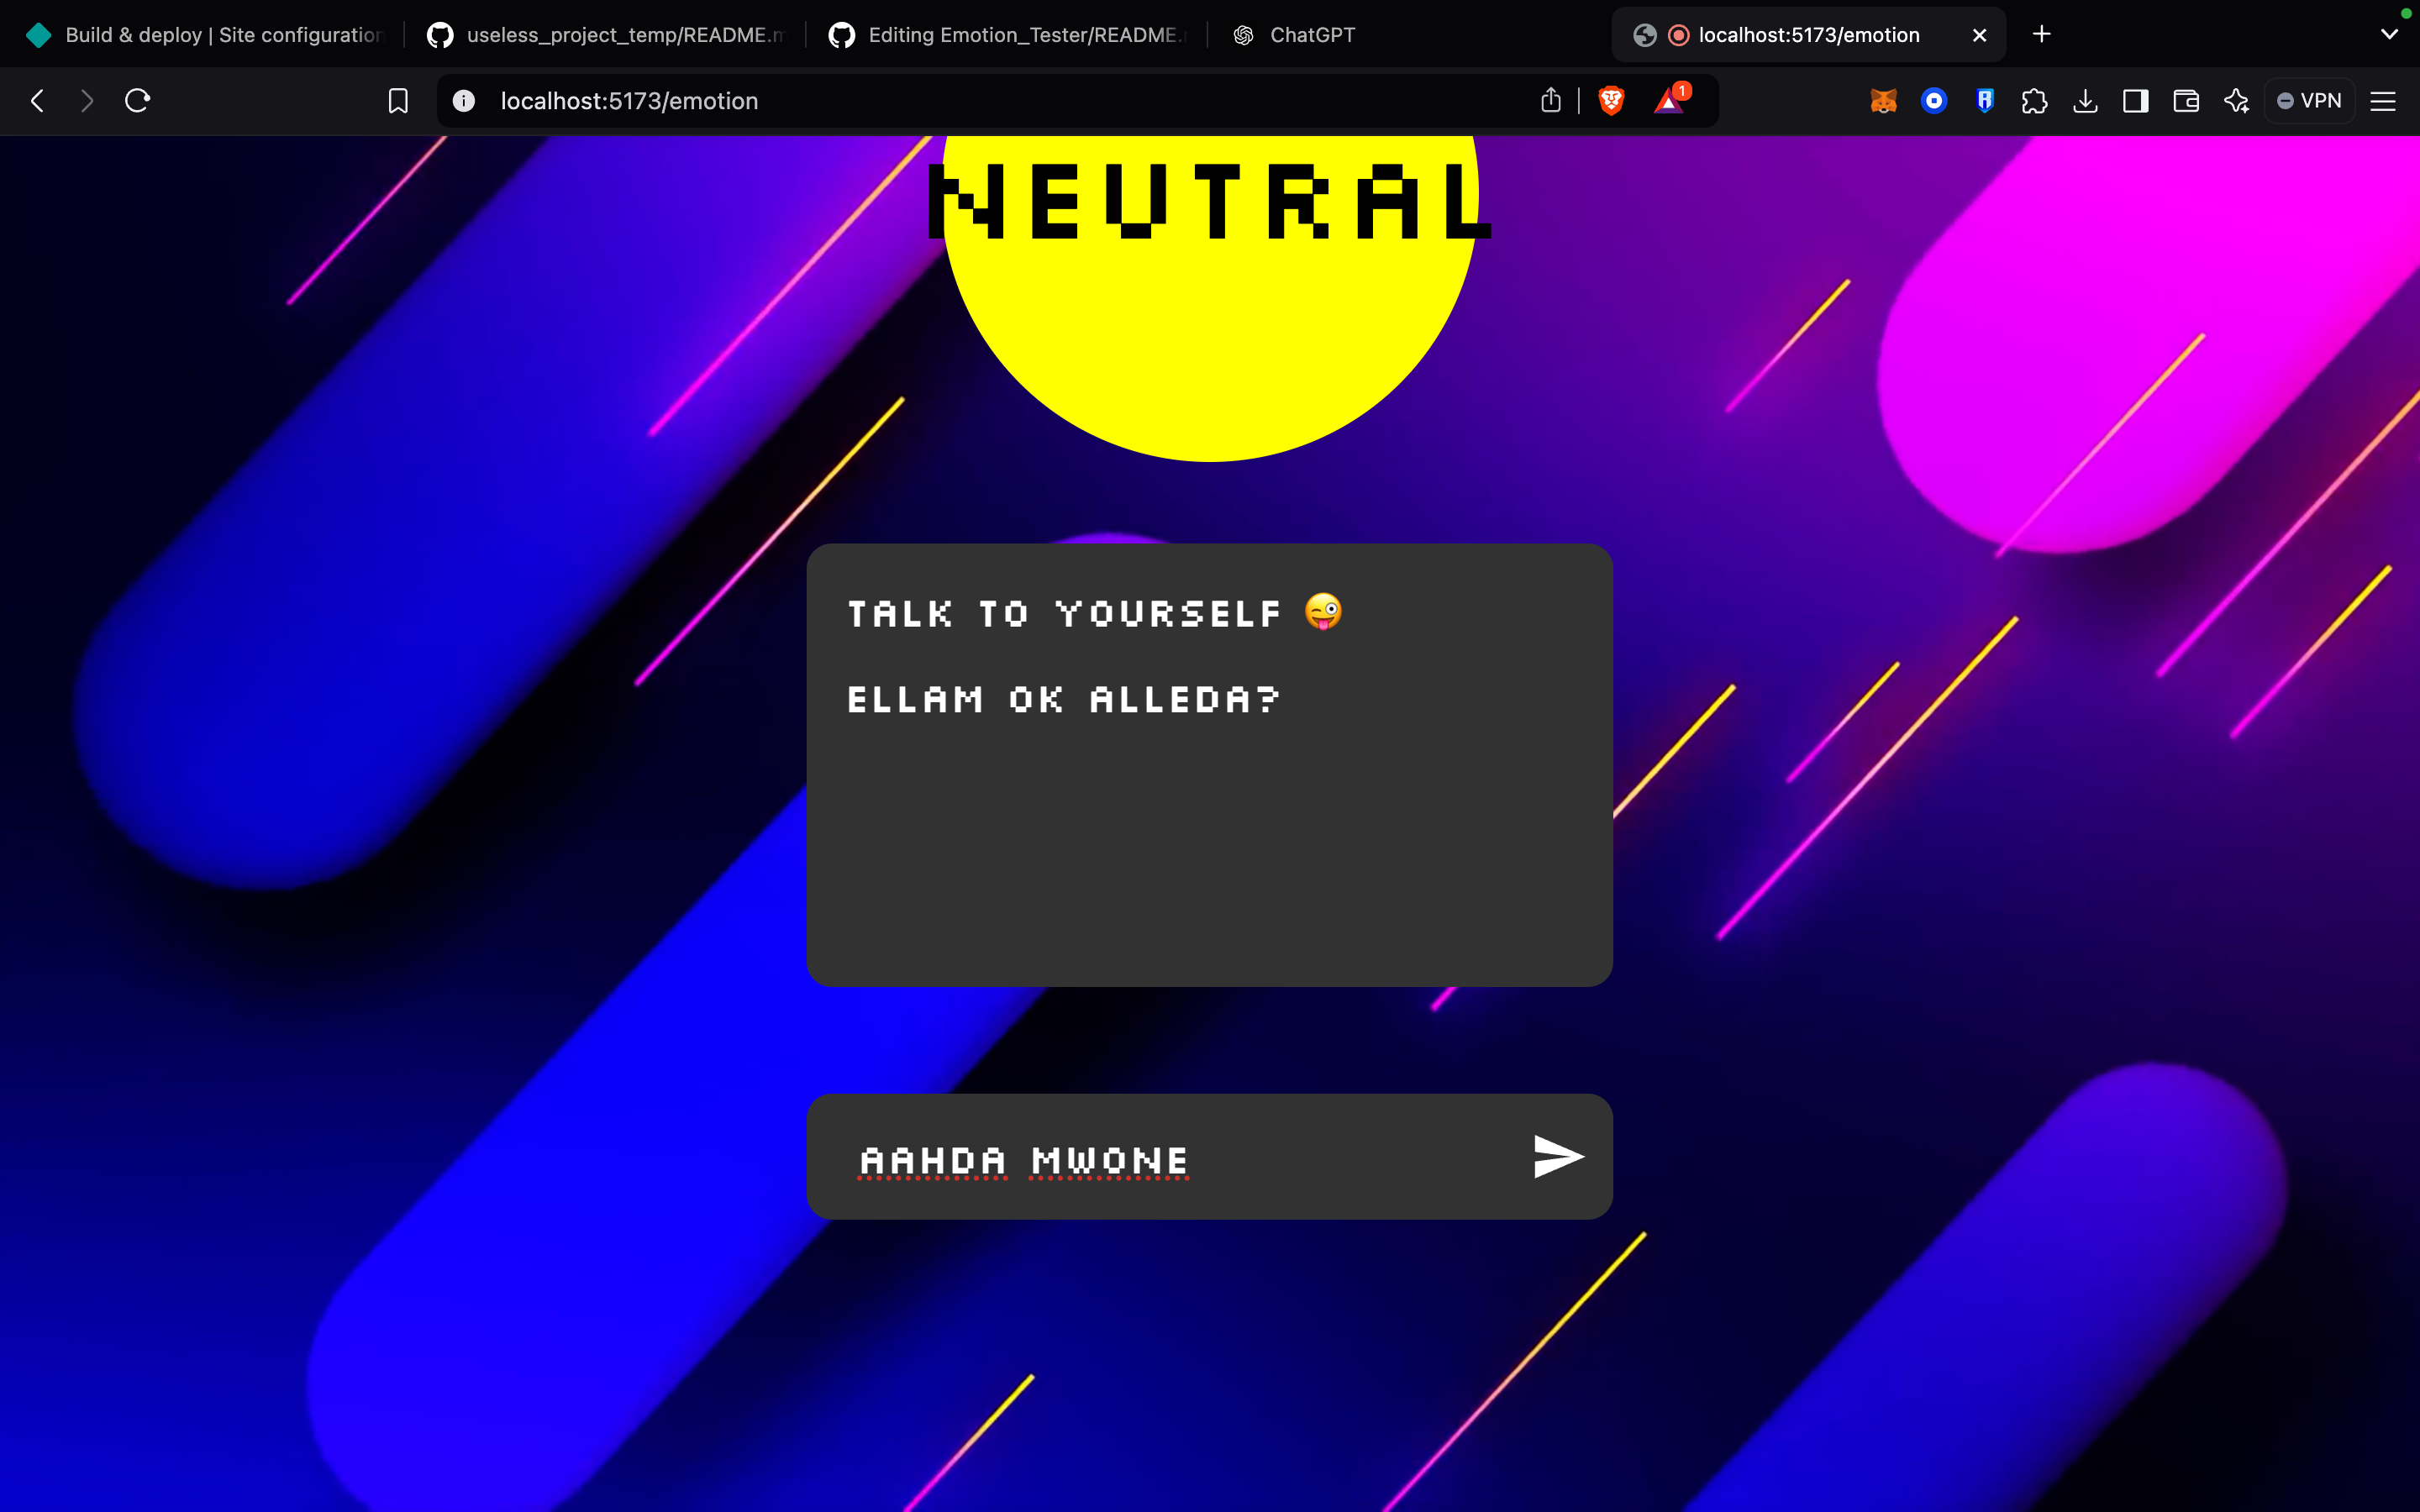 Build & deploy | Site configuration
useless_project_temp/README.m
Editing Emotion_Tester/README.
ChatGPT
localhost:5173/emotion
localhost:5173/emotion
1
VPN
NEUTRAL
TALK TO YOURSELF 😜
ELLAM OK ALLEDA?
AAHDA MWONE